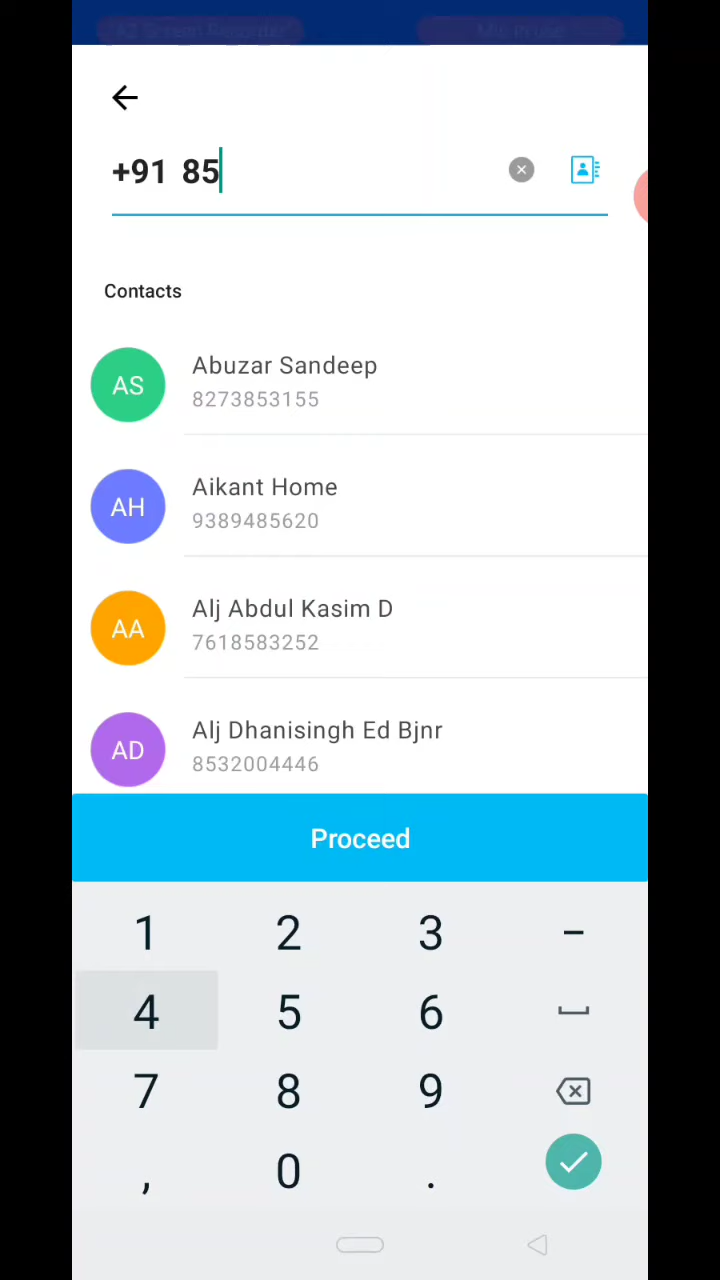 +91 85
Contacts
AS
Abuzar Sandeep
8273853155
AH
Aikant Home
9389485620
AA
Alj Abdul Kasim D
7618583252
AD
Alj Dhanisingh Ed Bjnr
8532004446
Proceed
1 2 3 -
4 5 6
7 8 9
, 0 .